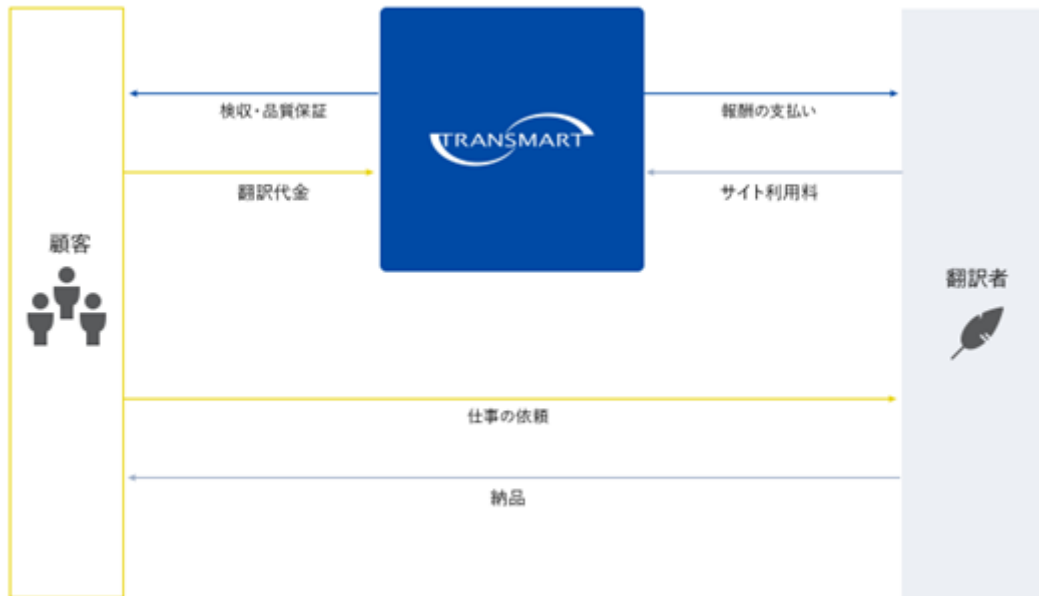 検収・品質保証
報酬の支払い
TRANSMART
翻訳代金
サイト利用料
顧客
翻訳者
仕事の依頼
納品